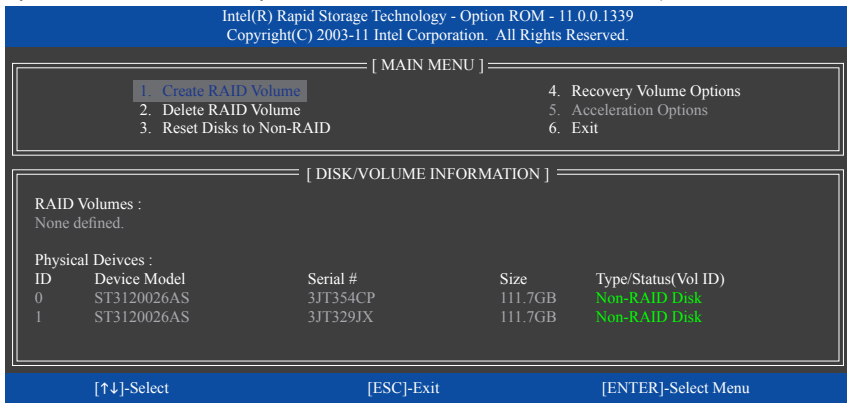 Intel(R) Rapid Storage Technology - Option ROM - 11.0.0.1339
Copyright(C) 2003-11 Intel Corporation. All Rights Reserved.
[ MAIN MENU ]
1. Create RAID Volume
2. Delete RAID Volume
3. Reset Disks to Non-RAID
4. Recovery Volume Options
5. Acceleration Options
6. Exit
[ DISK/VOLUME INFORMATION ]
RAID Volumes :
None defined.
Physical Deivces :
ID Device Model Serial # Size Type/Status(Vol ID)
0 ST3120026AS 3JT354CP 111.7GB Non-RAID Disk
1 ST3120026AS 3JT329JX 111.7GB Non-RAID Disk
[↑↓]-Select [ESC]-Exit [ENTER]-Select Menu